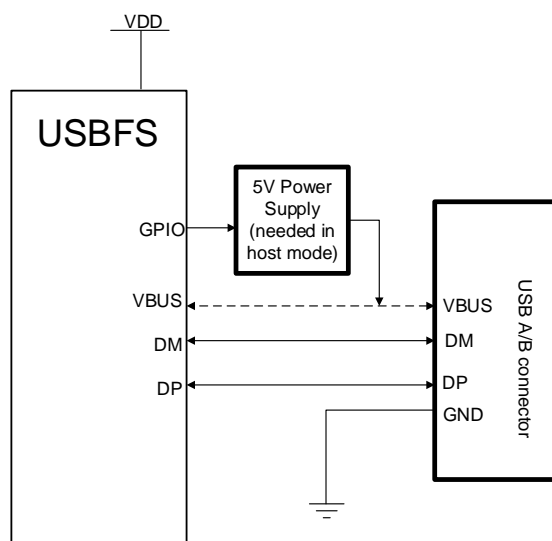 VDD
USBFS
5V Power
Supply
(needed in
host mode)
GPIO
VBUS
VBUS
DM
DM
DP
DP
GND
USB A/B connector